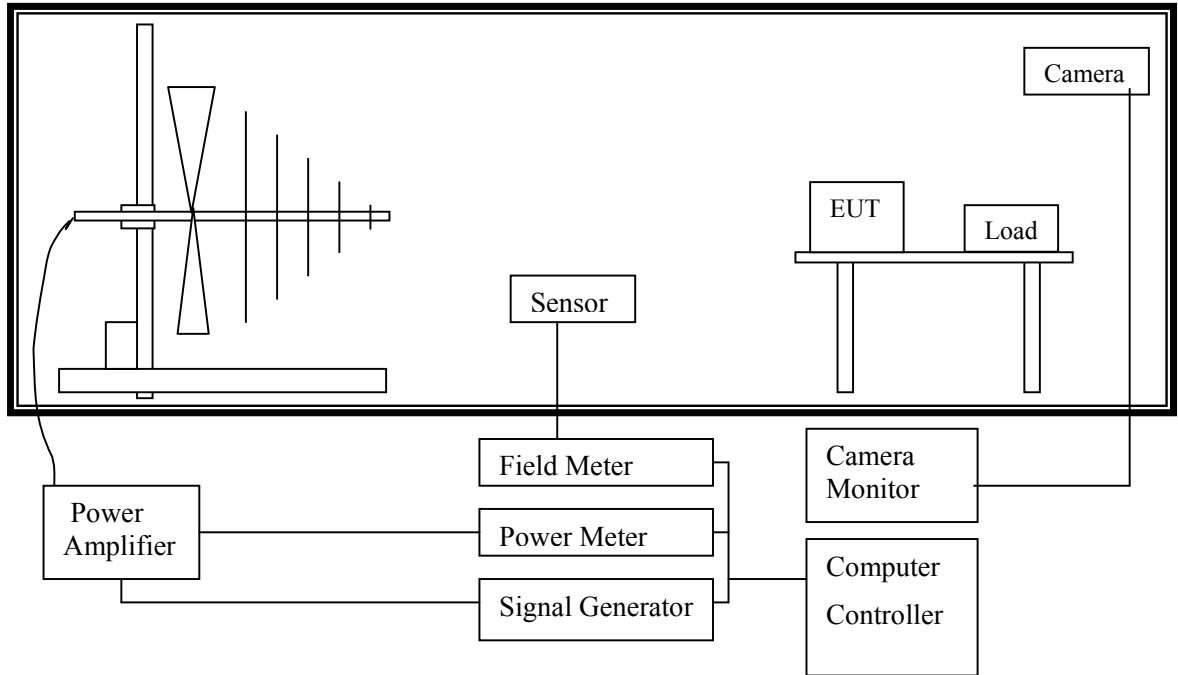 Camera
EUT
Load
Sensor
Field Meter
Camera
Monitor
Power
Amplifier
Power Meter
Computer
Controller
Signal Generator